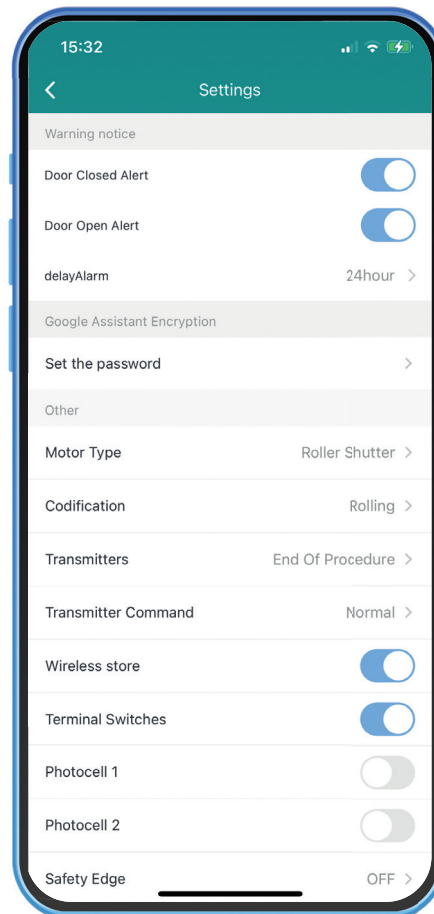 15:32
Settings
Warning notice
Door Closed Alert
Door Open Alert
delayAlarm 24hour
Google Assistant Encryption
Set the password
Other
Motor Type Roller Shutter
Codification Rolling
Transmitters End Of Procedure
Transmitter Command Normal
Wireless store
Terminal Switches
Photocell 1
Photocell 2
Safety Edge OFF